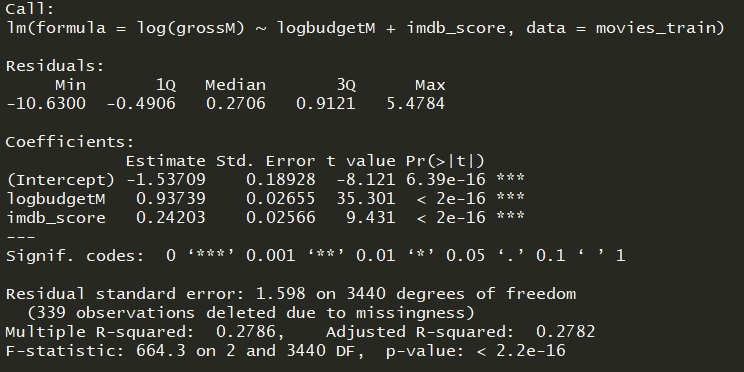 Call:
lm(formula = log(grossM) ~ logbudgetM + imdb_score, data = movies_train)
Residuals:
     Min       1Q   Median       3Q      Max
-10.6300  -0.4906   0.2706   0.9121   5.4784
Coefficients:
            Estimate Std. Error t value Pr(>|t|)
(Intercept) -1.53709    0.18928  -8.121 6.39e-16 ***
logbudgetM   0.93739    0.02655  35.301  < 2e-16 ***
imdb_score   0.24203    0.02566   9.431  < 2e-16 ***
---
Signif. codes:  0 ‘***’ 0.001 ‘**’ 0.01 ‘*’ 0.05 ‘.’ 0.1 ‘ ’ 1
Residual standard error: 1.598 on 3440 degrees of freedom
  (339 observations deleted due to missingness)
Multiple R-squared:  0.2786,    Adjusted R-squared:  0.2782
F-statistic: 664.3 on 2 and 3440 DF,  p-value: < 2.2e-16